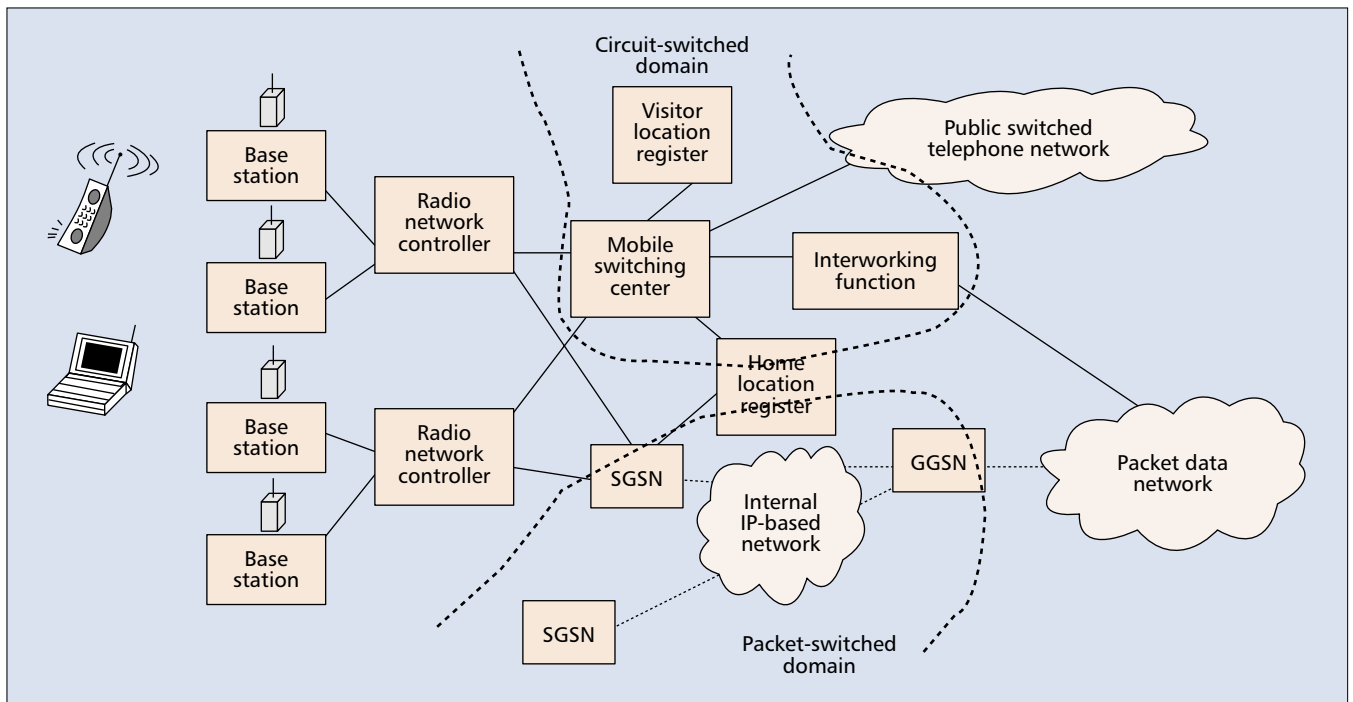 Circuit-switched
domain
Visitor
location
register
Public switched
telephone network
Base
station
Radio
network
controller
Base
station
Mobile
switching
center
Interworking
function
Home
location
register
Base
station
Radio
network
controller
SGSN
GGSN
Packet data
network
Internal
IP-based
network
Base
station
SGSN
Packet-switched
domain